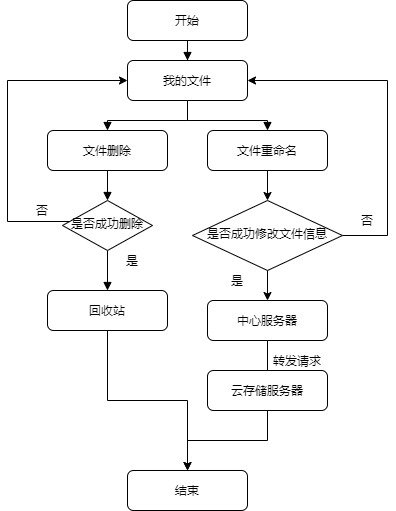 开始
我的文件
文件删除
文件重命名
否
是否成功删除
是否成功修改文件信息
否
是
是
回收站
中心服务器
转发请求
云存储服务器
结束